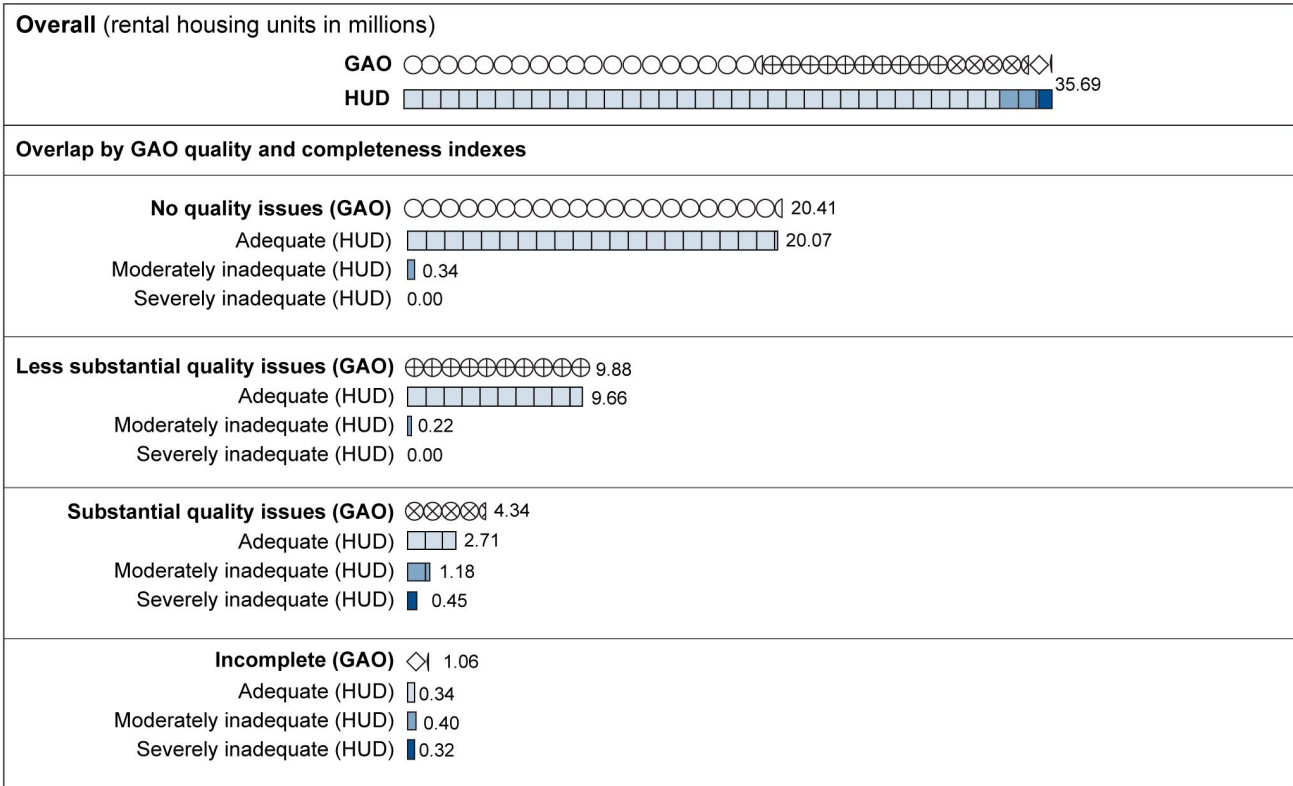 Overall (rental housing units in millions)
GAO
HUD 35.69
Overlap by GAO quality and completeness indexes
No quality issues (GAO) 20.41
Adequate (HUD) 20.07
Moderately inadequate (HUD) 0.34
Severely inadequate (HUD) 0.00
Less substantial quality issues (GAO) 9.88
Adequate (HUD) 9.66
Moderately inadequate (HUD) 0.22
Severely inadequate (HUD) 0.00
Substantial quality issues (GAO) 4.34
Adequate (HUD) 2.71
Moderately inadequate (HUD) 1.18
Severely inadequate (HUD) 0.45
Incomplete (GAO) 1.06
Adequate (HUD) 0.34
Moderately inadequate (HUD) 0.40
Severely inadequate (HUD) 0.32